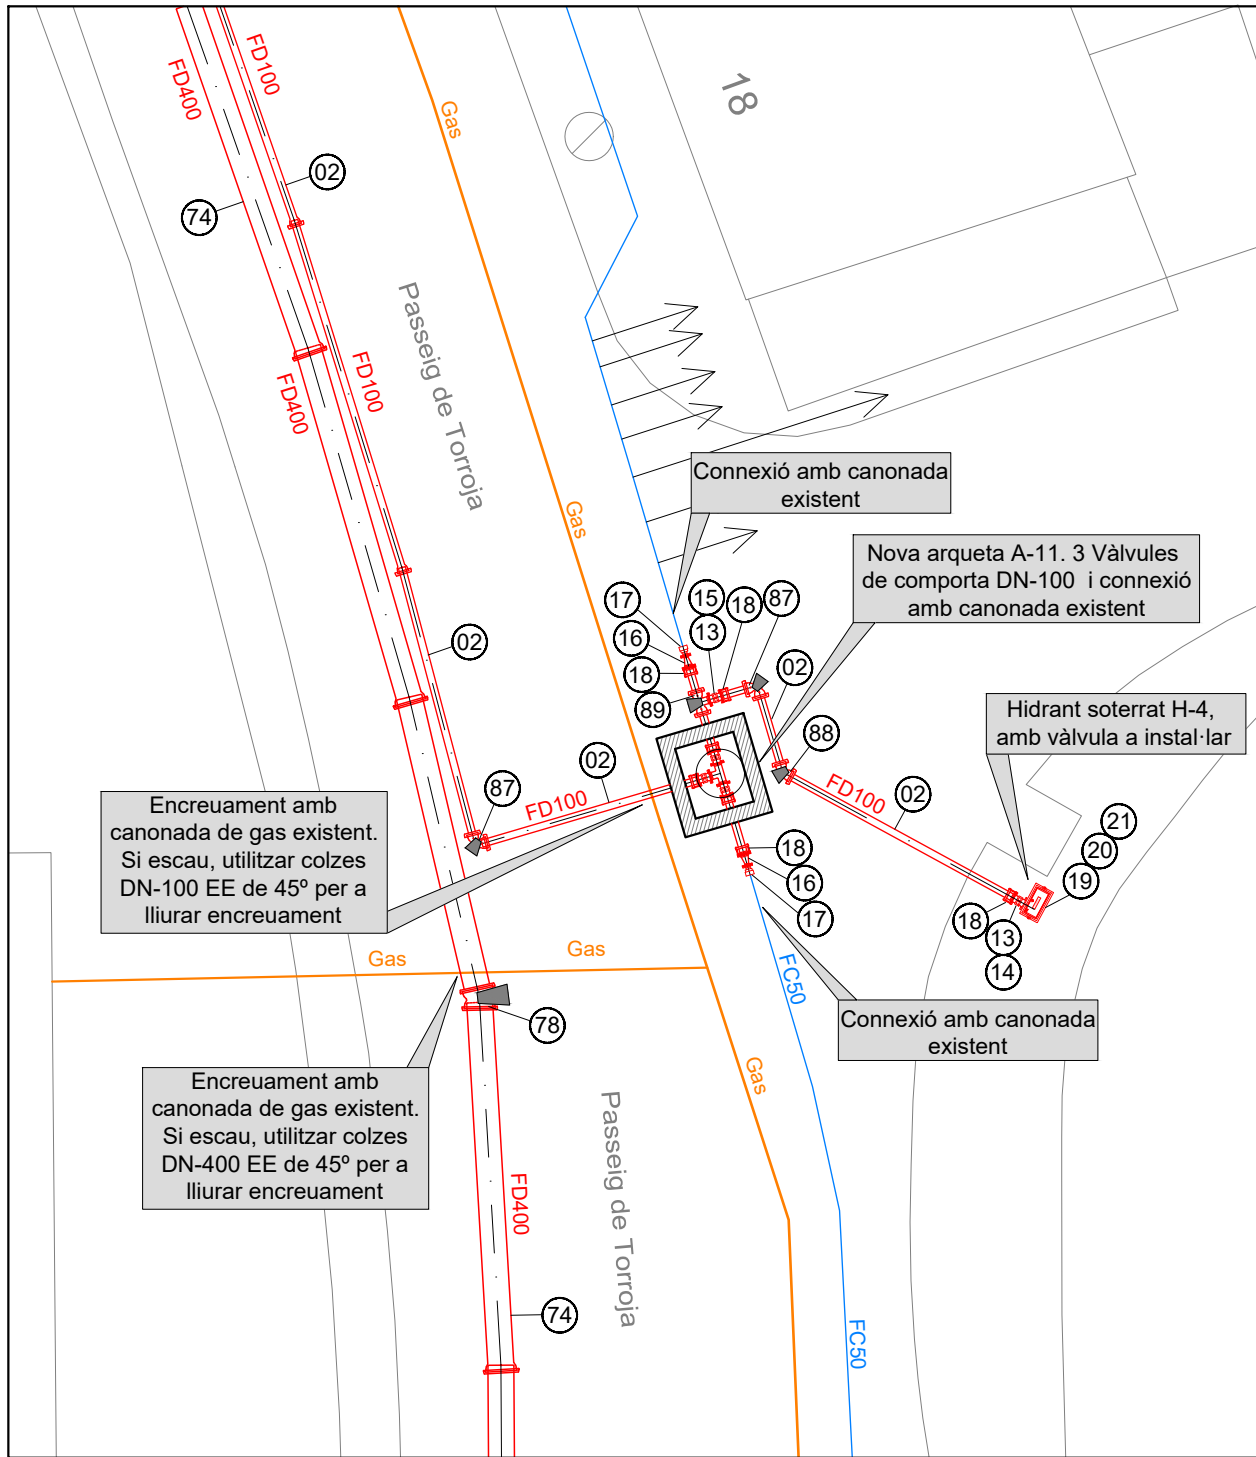 FD400
FD100
Gas
18
02
74
Passeig de Torroja
FD400
FD100
Gas
Connexió amb canonada
existent
Nova arqueta A-11. 3 Vàlvules
de comporta DN-100 i connexió
amb canonada existent
17
15
18
87
16
13
02
18
02
89
Hidrant soterrat H-4,
amb vàlvula a instal·lar
88
02
FD100
87
FD100
02
Encreuament amb
canonada de gas existent.
Si escau, utilitzar colzes
DN-100 EE de 45º per a
lliurar encreuament
21
20
19
18
16
17
18
13
14
Gas
Gas
FC50
78
Connexió amb canonada
existent
Gas
Encreuament amb
canonada de gas existent.
Si escau, utilitzar colzes
DN-400 EE de 45º per a
lliurar encreuament
Passeig de Torroja
FD400
74
FC50